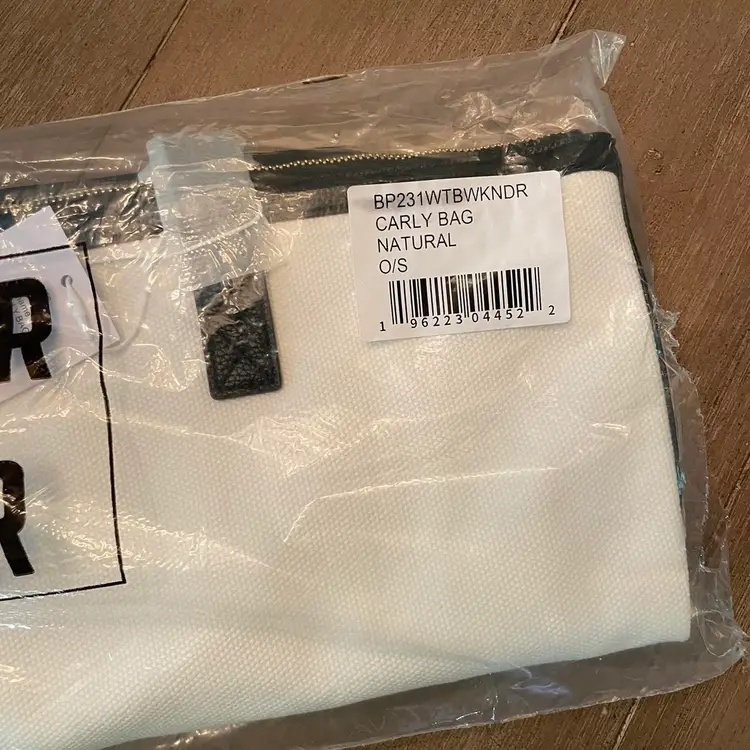 BP231WTBWKNDR
CARLY BAG
NATURAL
O/S
1 96223 04452 2
R
R